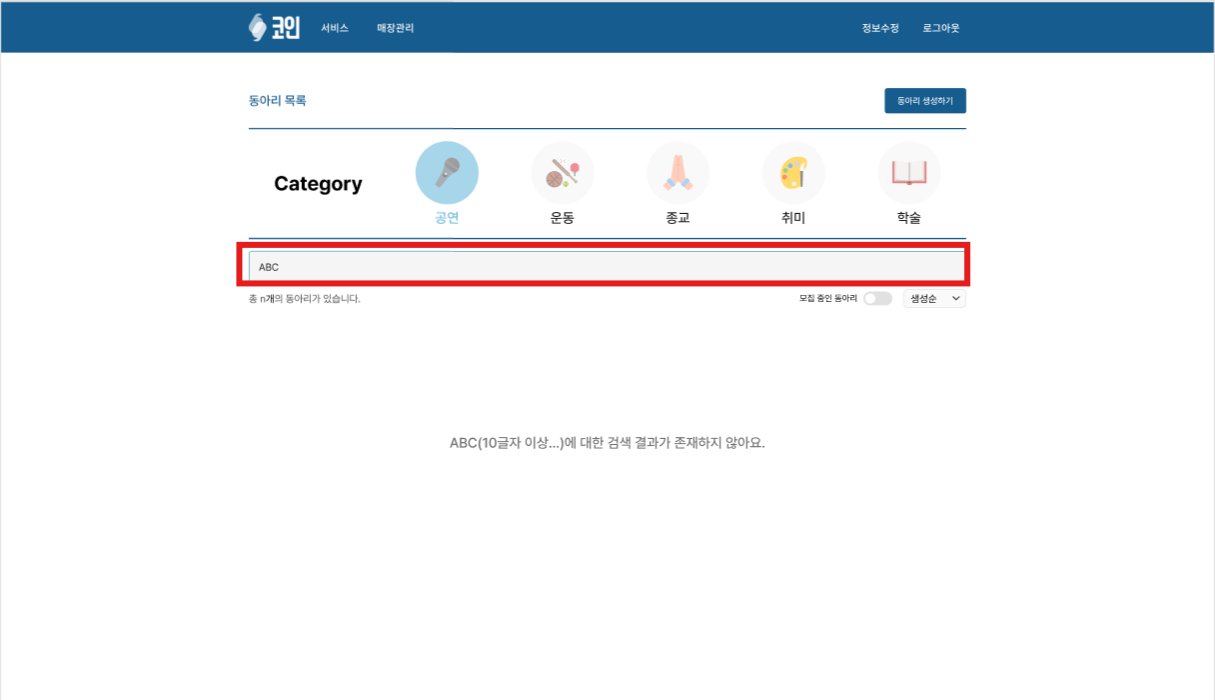 코인 서비스 매장관리 정보수정 로그아웃
동아리 목록 동아리 생성하기
Category
공연 운동 종교 취미 학술
ABC
총 n개의 동아리가 있습니다. 모집 중인 동아리 생성순
ABC(10글자 이상...)에 대한 검색 결과가 존재하지 않아요.